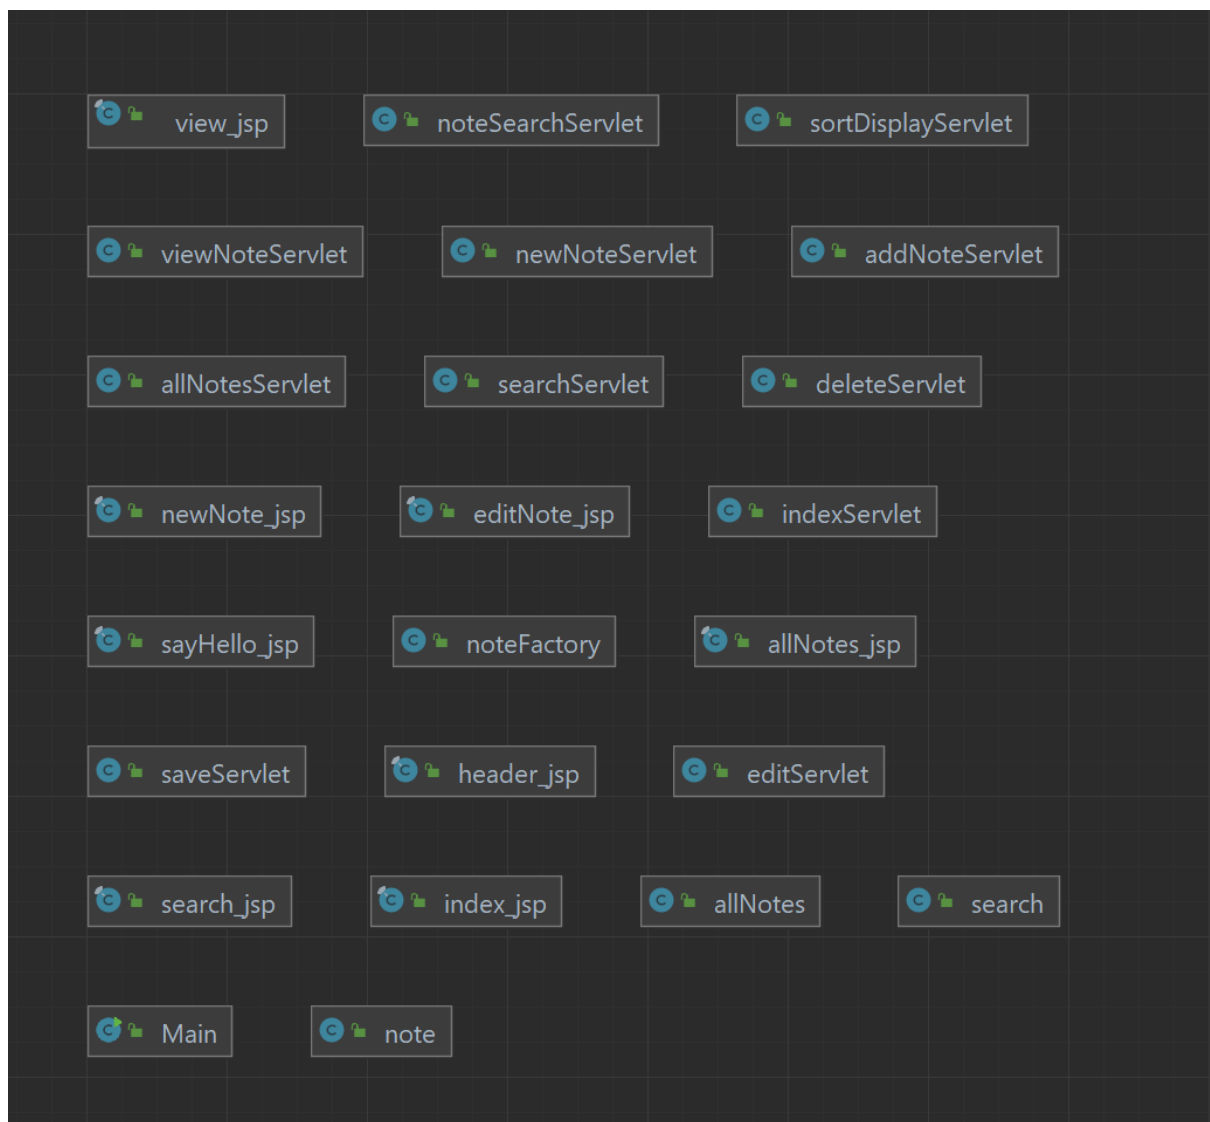 view_jsp noteSearchServlet sortDisplayServlet
viewNoteServlet newNoteServlet addNoteServlet
allNotesServlet searchServlet deleteServlet
newNote_jsp editNote_jsp indexServlet
sayHello_jsp noteFactory allNotes_jsp
saveServlet header_jsp editServlet
search_jsp index_jsp allNotes search
Main note